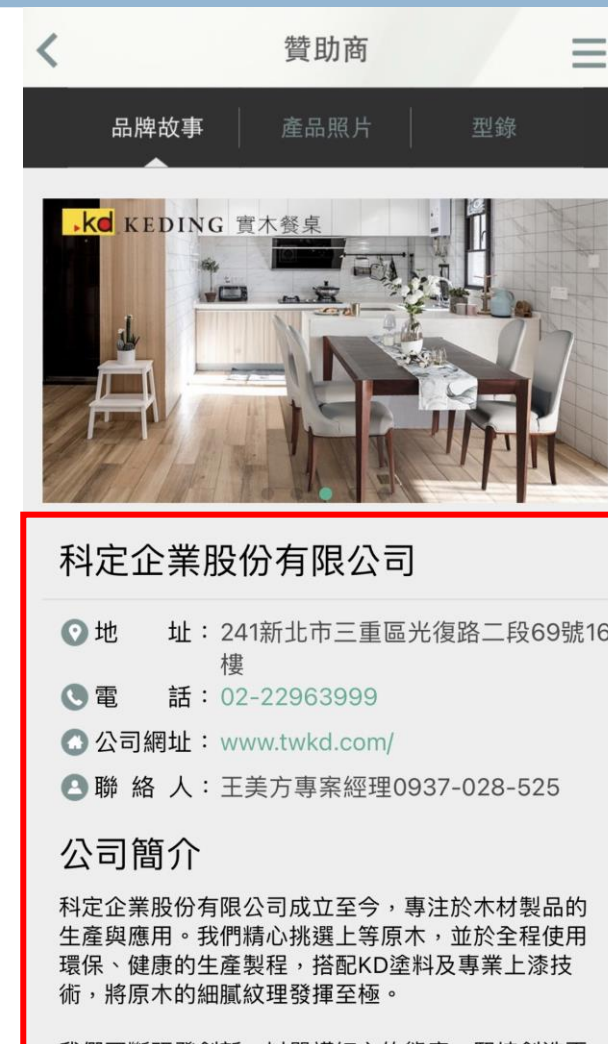 贊助商
品牌故事 產品照片 型錄
kd KEDING 實木餐桌
科定企業股份有限公司
地 址：241新北市三重區光復路二段69號16
樓
電 話：02-22963999
公司網址：www.twkd.com/
聯 絡 人：王美方專案經理0937-028-525
公司簡介
科定企業股份有限公司成立至今，專注於木材製品的
生產與應用。我們精心挑選上等原木，並於全程使用
環保、健康的生產製程，搭配KD塗料及專業上漆技
術，將原木的細膩紋理發揮至極。